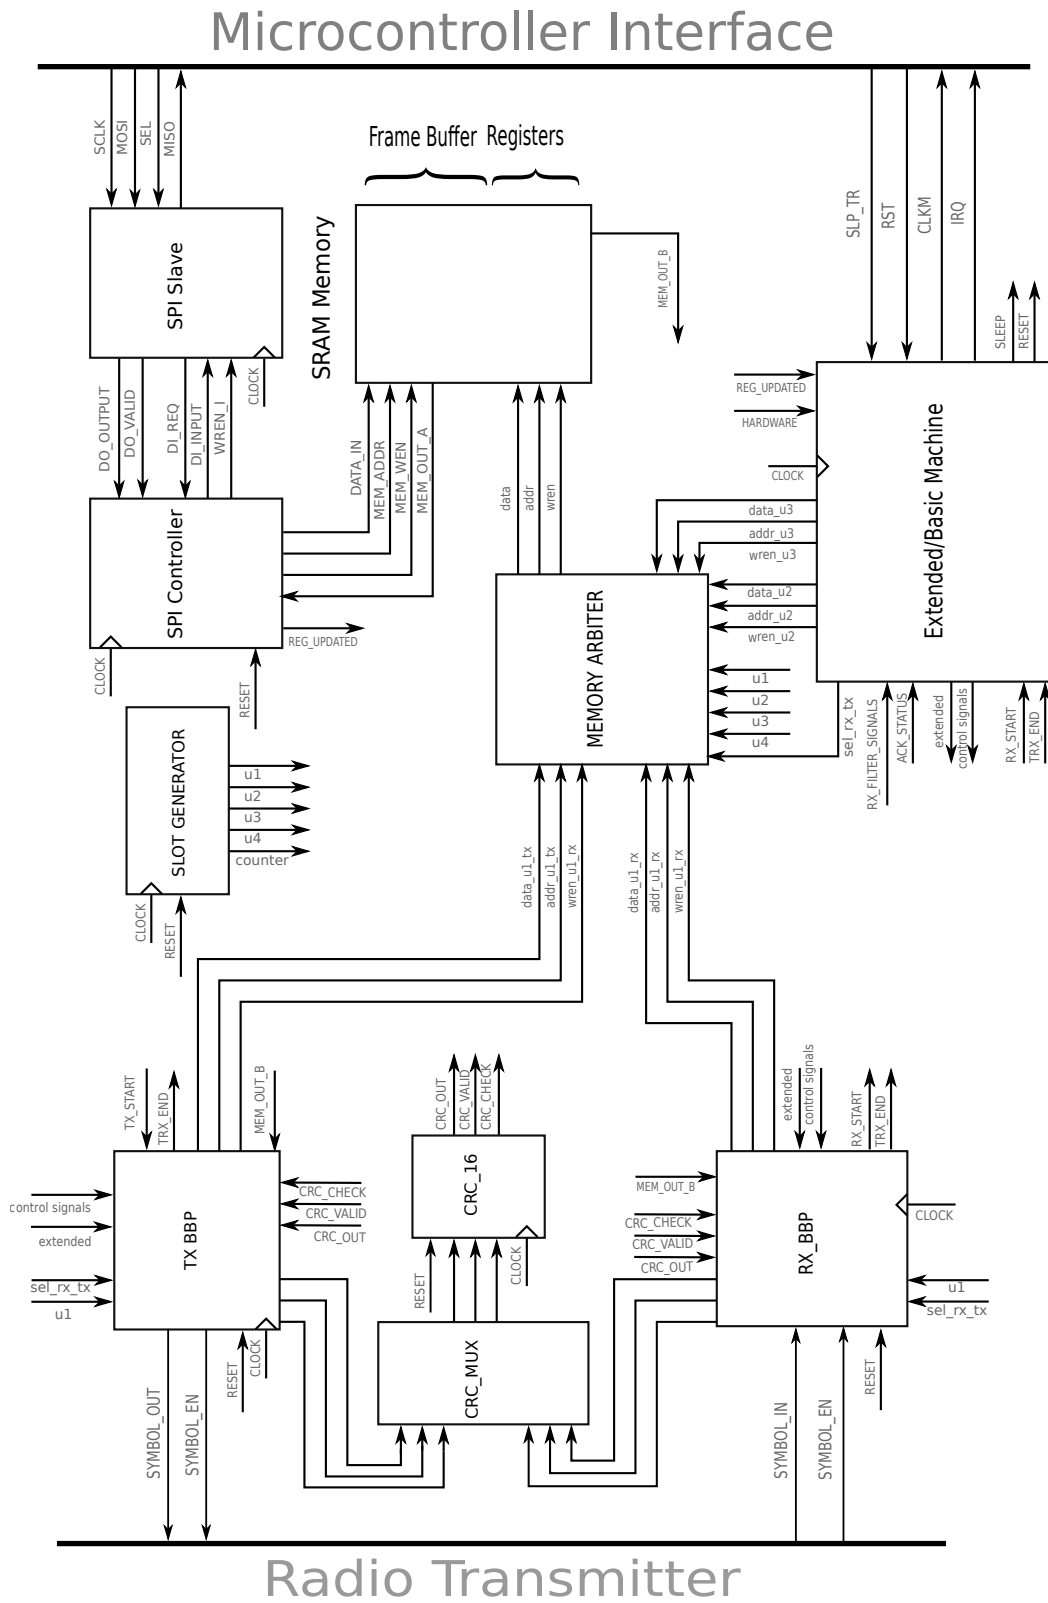 Microcontroller Interface
SCLK
MOSI
SEL
MISO
Frame Buffer
Registers
SLP_TR
RST
CLKM
IRQ
SPI Slave
SRAM Memory
MEM_OUT_B
SLEEP
RESET
CLOCK
REG_UPDATED
HARDWARE
CLOCK
Extended/Basic Machine
DO_OUTPUT
DO_VALID
DI_REQ
DI_INPUT
WREN_I
DATA_IN
MEM_ADDR
MEM_WEN
MEM_OUT_A
data
addr
wren
data_u3
addr_u3
wren_u3
data_u2
addr_u2
wren_u2
SPI Controller
REG_UPDATED
CLOCK
RESET
MEMORY ARBITER
u1
u2
u3
u4
sel_rx_tx
RX_FILTER_SIGNALS
ACK_STATUS
extended
control signals
RX_START
TRX_END
SLOT GENERATOR
u1
u2
u3
u4
counter
CLOCK
RESET
data_u1_tx
addr_u1_tx
wren_u1_rx
data_u1_rx
addr_u1_rx
wren_u1_rx
TX_START
TRX_END
MEM_OUT_B
CRC_OUT
CRC_VALID
CRC_CHECK
extended
control signals
RX_START
TRX_END
control signals
extended
sel_rx_tx
u1
TX BBP
CRC_CHECK
CRC_VALID
CRC_OUT
CRC_16
RESET
CLOCK
MEM_OUT_B
CRC_CHECK
CRC_VALID
CRC_OUT
RX_BBP
CLOCK
u1
sel_rx_tx
CRC_MUX
RESET
CLOCK
RESET
SYMBOL_OUT
SYMBOL_EN
SYMBOL_IN
SYMBOL_EN
Radio Transmitter